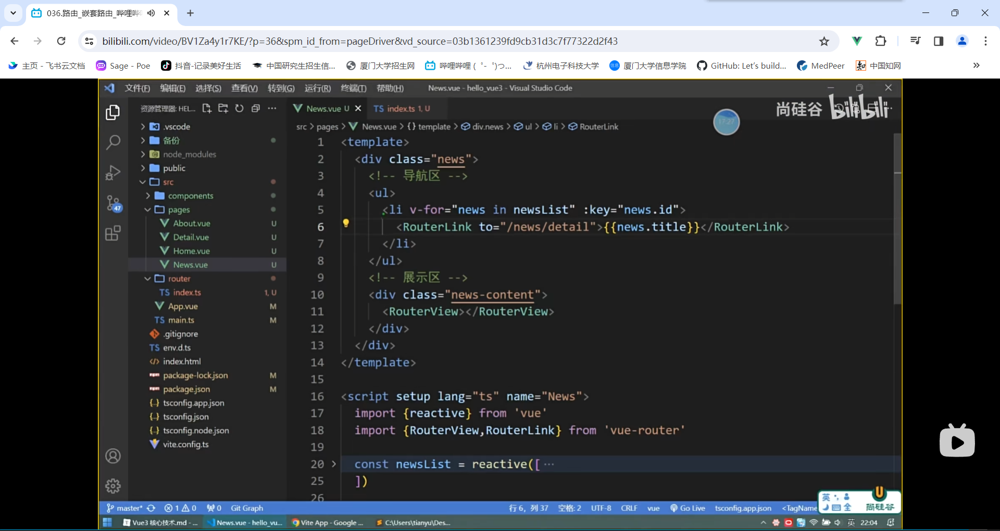 036.路由_嵌套路由_哔哩哔
bilibili.com/video/BV1Za4y1r7KE/?p=36&spm_id_from=pageDriver&vd_source=03b1361239fd9cb31d3c7f77322d2f43
主页 - 飞书云文档 Sage - Poe 抖音-记录美好生活 中国研究生招生信... 厦门大学招生网 哔哩哔哩 ( ゜- ゜)つ... 杭州电子科技大学 信息 厦门大学信息学院 GitHub: Let's build... MedPeer 中国知网
文件(F) 编辑(E) 选择(S) 查看(V) 转到(G) 运行(R) 终端(T) 帮助(H) News.vue - hello_vue3 - Visual Studio Code
资源管理器: HEL... News.vue U TS index.ts 1, U
尚硅谷 bilibili
17:27
src > pages > News.vue > {} template > div.news > ul > li > RouterLink
.vscode
备份
node_modules
public
src
components
pages
About.vue U
Detail.vue U
Home.vue U
News.vue U
router
TS index.ts 1, U
App.vue M
TS main.ts M
.gitignore
TS env.d.ts
index.html
package-lock.json M
package.json M
{..} tsconfig.app.json
{..} tsconfig.json
{..} tsconfig.node.json
vite.config.ts
47
1 <template>
2 <div class="news">
3 <!-- 导航区 -->
4 <ul>
5 <li v-for="news in newsList" :key="news.id">
6 <RouterLink to="/news/detail">{{news.title}}</RouterLink>
7 </li>
8 </ul>
9 <!-- 展示区 -->
10 <div class="news-content">
11 <RouterView></RouterView>
12 </div>
13 </div>
14 </template>
15
16 <script setup lang="ts" name="News">
17 import {reactive} from 'vue'
18 import {RouterView,RouterLink} from 'vue-router'
19
20 const newsList = reactive([ ···
25 ])
26
master* 1 0 0 Git Graph 行 6, 列 37 空格: 2 UTF-8 CRLF vue Go Live tsconfig.app.json <TagName
英 全 尚硅谷
Vue3 核心技术.md - ... News.vue - hello_vu... Vite App - Google ... C:\Users\tianyu\Des... 英 22:04